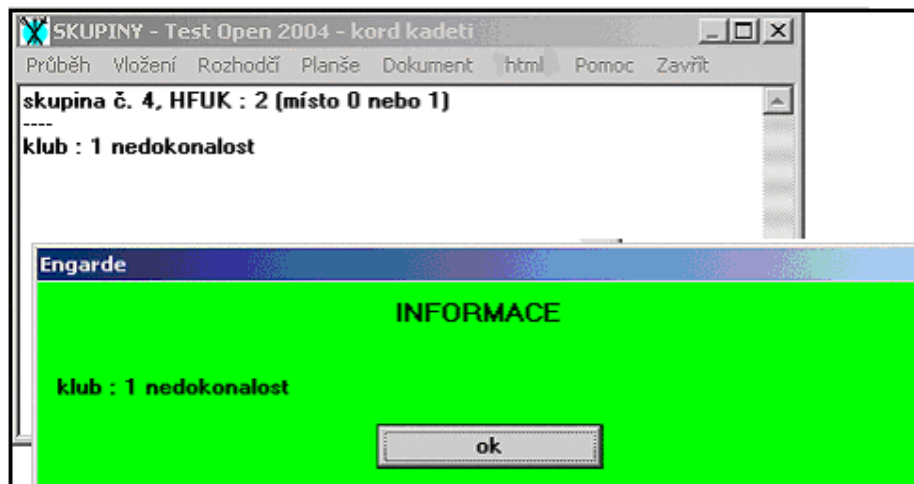 SKUPINY - Test Open 2004 - kord kadeti
Průběh Vložení Rozhodčí Planše Dokument html Pomoc Zavřít
skupina č. 4, HFUK : 2 (místo 0 nebo 1)
----
klub : 1 nedokonalost
Engarde
INFORMACE
klub : 1 nedokonalost
ok